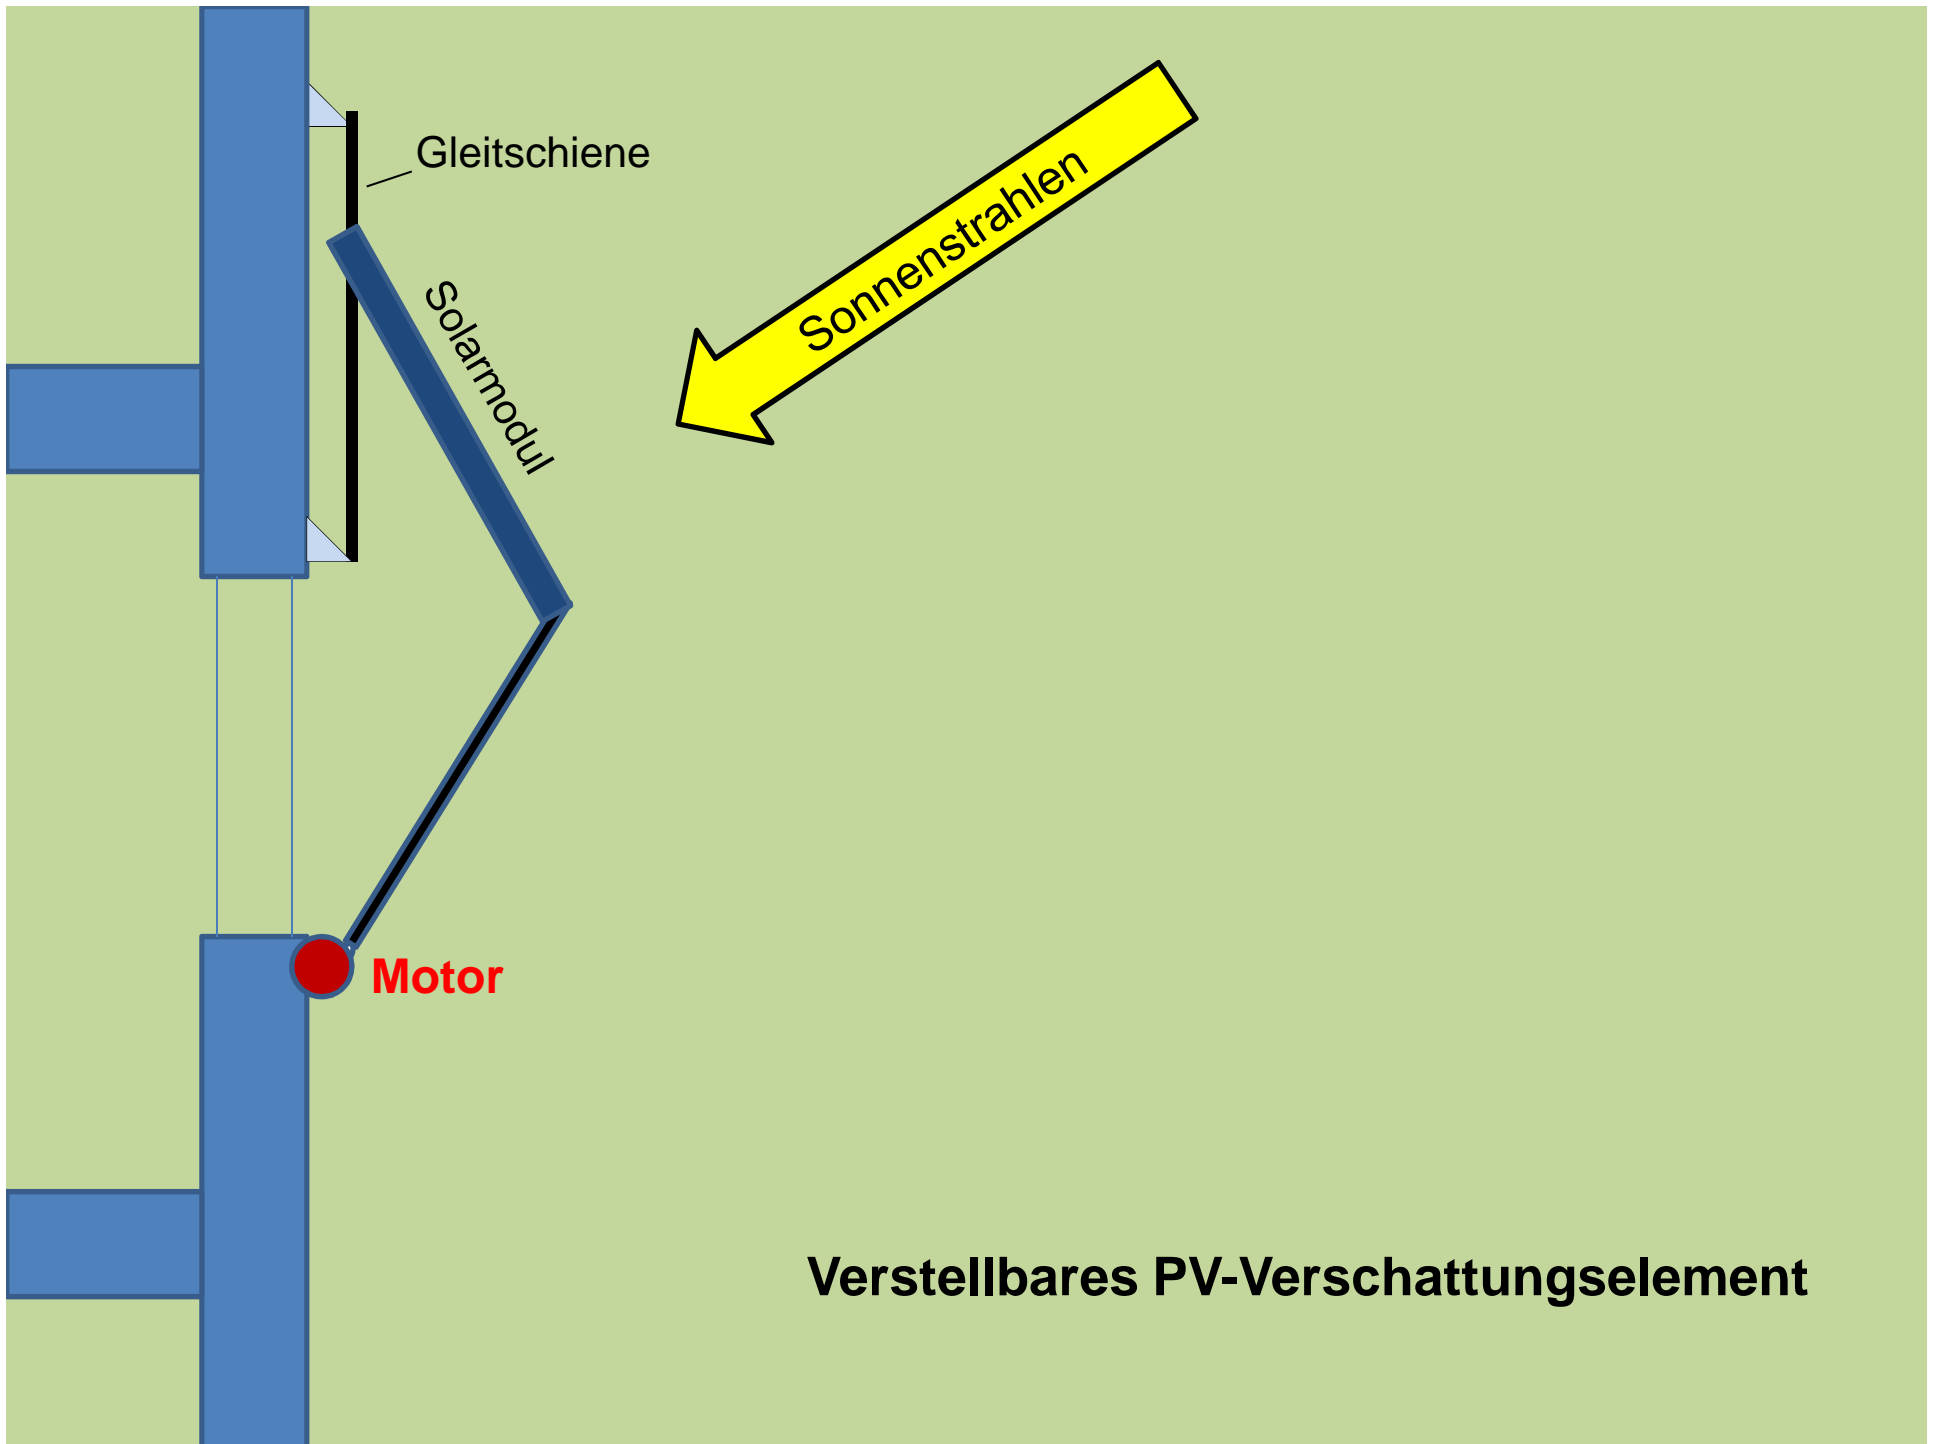 Gleitschiene
Sonnenstrahlen
Solarmodul
Motor
Verstellbares PV-Verschattungselement